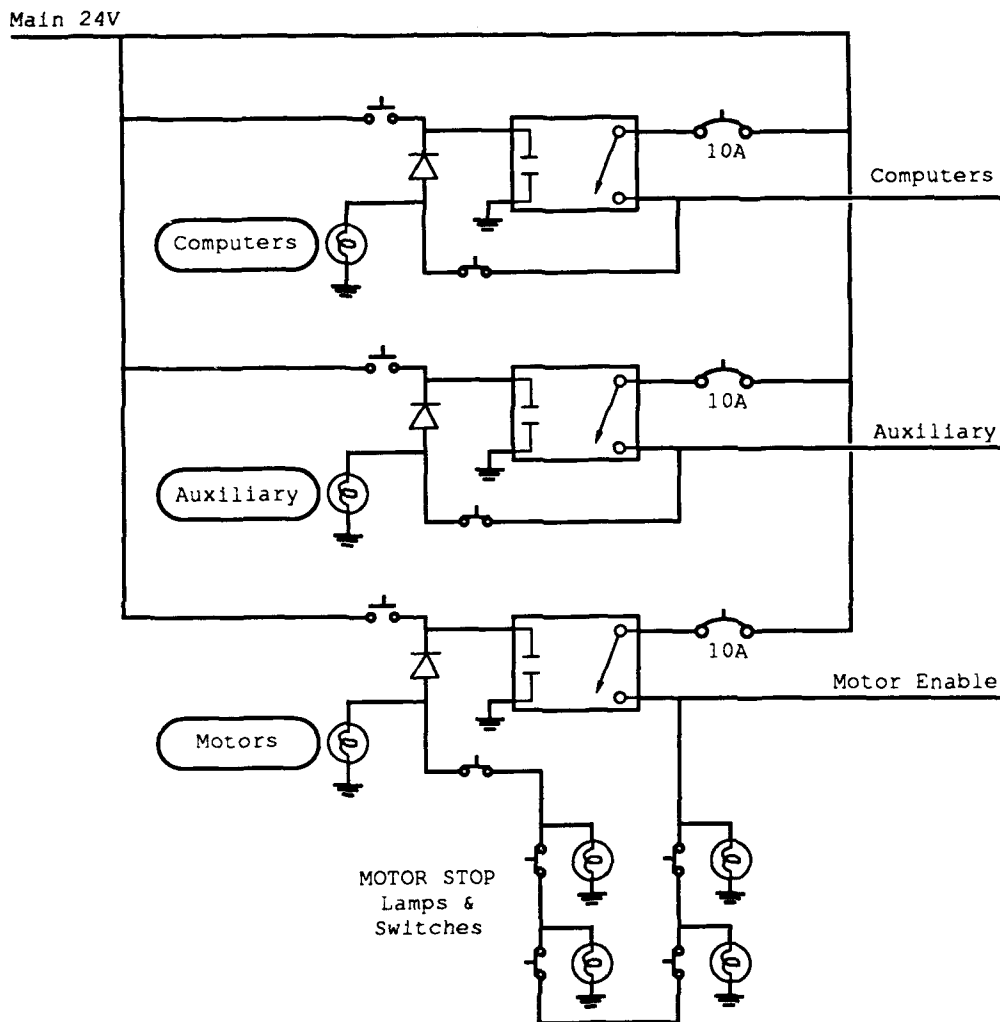 Main 24V
10A
Computers
Computers
10A
Auxiliary
Auxiliary
10A
Motor Enable
Motors
MOTOR STOP
Lamps &
Switches